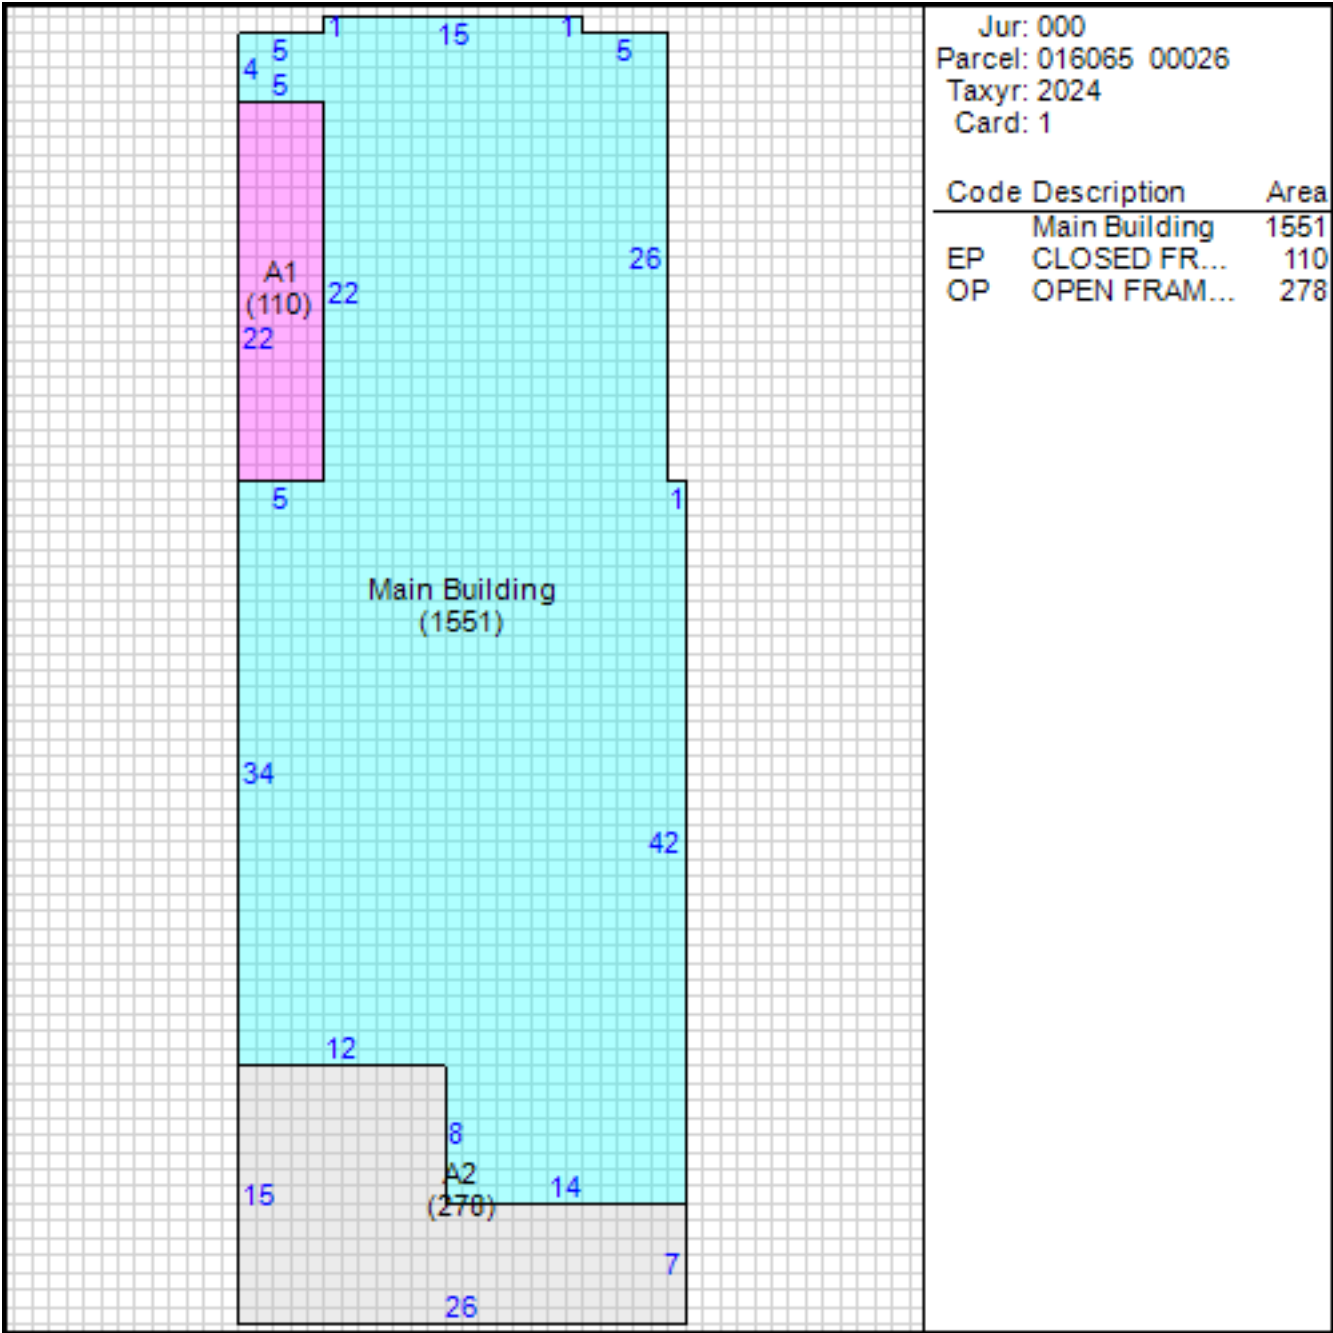 1
15
1
5
5
4
5
26
A1
(110)
22
22
5
1
Main Building
(1551)
34
42
12
8
A2
(278)
14
15
7
26
Jur: 000
Parcel: 016065 00026
Taxyr: 2024
Card: 1
Code Description Area
Main Building 1551
EP CLOSED FR... 110
OP OPEN FRAM... 278